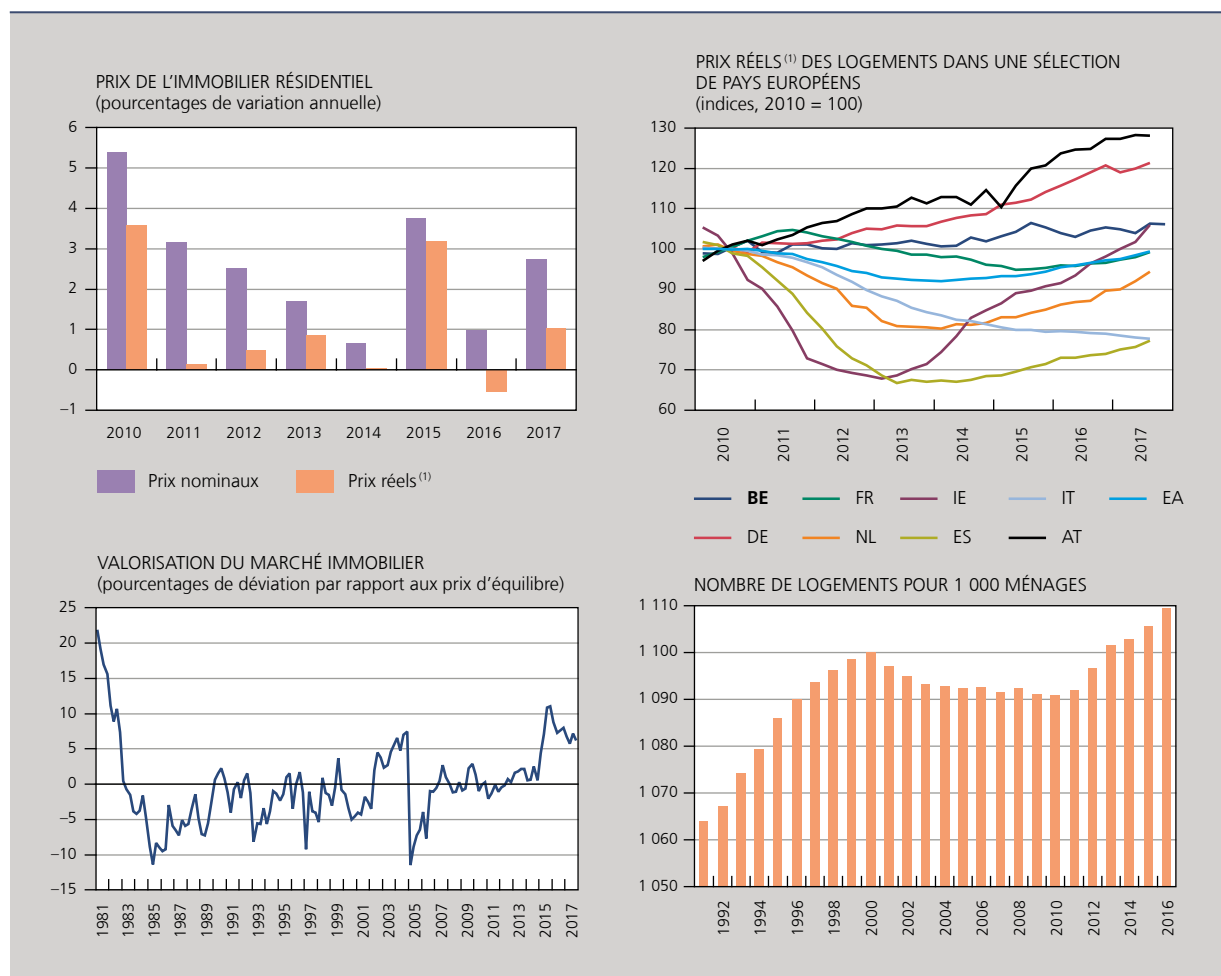 PRIX DE L'IMMOBILIER RÉSIDENTIEL
(pourcentages de variation annuelle)
6
5
4
3
2
1
0
–1
2010 2011 2012 2013 2014 2015 2016 2017
Prix nominaux Prix réels (1)
PRIX RÉELS (1) DES LOGEMENTS DANS UNE SÉLECTION
DE PAYS EUROPÉENS
(indices, 2010 = 100)
130
120
110
100
90
80
70
60
2010 2011 2012 2013 2014 2015 2016 2017
BE FR IE IT EA
DE NL ES AT
VALORISATION DU MARCHÉ IMMOBILIER
(pourcentages de déviation par rapport aux prix d'équilibre)
25
20
15
10
5
0
–5
–10
–15
1981 1983 1985 1987 1989 1991 1993 1995 1997 1999 2001 2003 2005 2007 2009 2011 2013 2015 2017
NOMBRE DE LOGEMENTS POUR 1 000 MÉNAGES
1 110
1 100
1 090
1 080
1 070
1 060
1 050
1992 1994 1996 1998 2000 2002 2004 2006 2008 2010 2012 2014 2016